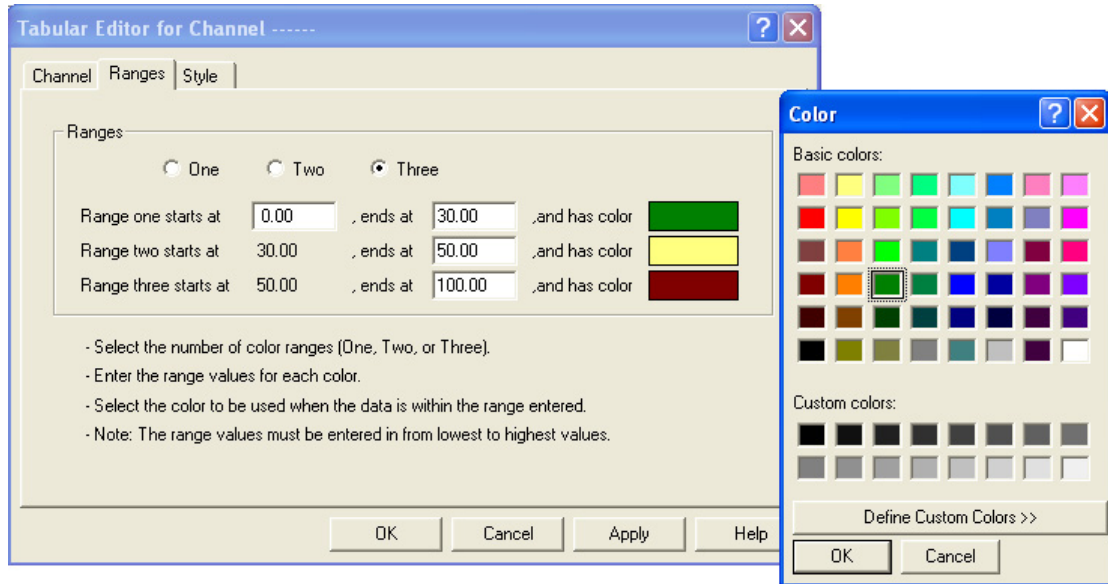 Tabular Editor for Channel ------
Channel Ranges Style
Ranges
One Two Three
Range one starts at 0.00 , ends at 30.00 ,and has color
Range two starts at 30.00 , ends at 50.00 ,and has color
Range three starts at 50.00 , ends at 100.00 ,and has color
- Select the number of color ranges (One, Two, or Three).
- Enter the range values for each color.
- Select the color to be used when the data is within the range entered.
- Note: The range values must be entered in from lowest to highest values.
OK Cancel Apply Help
Color
Basic colors:
Custom colors:
Define Custom Colors >>
OK Cancel